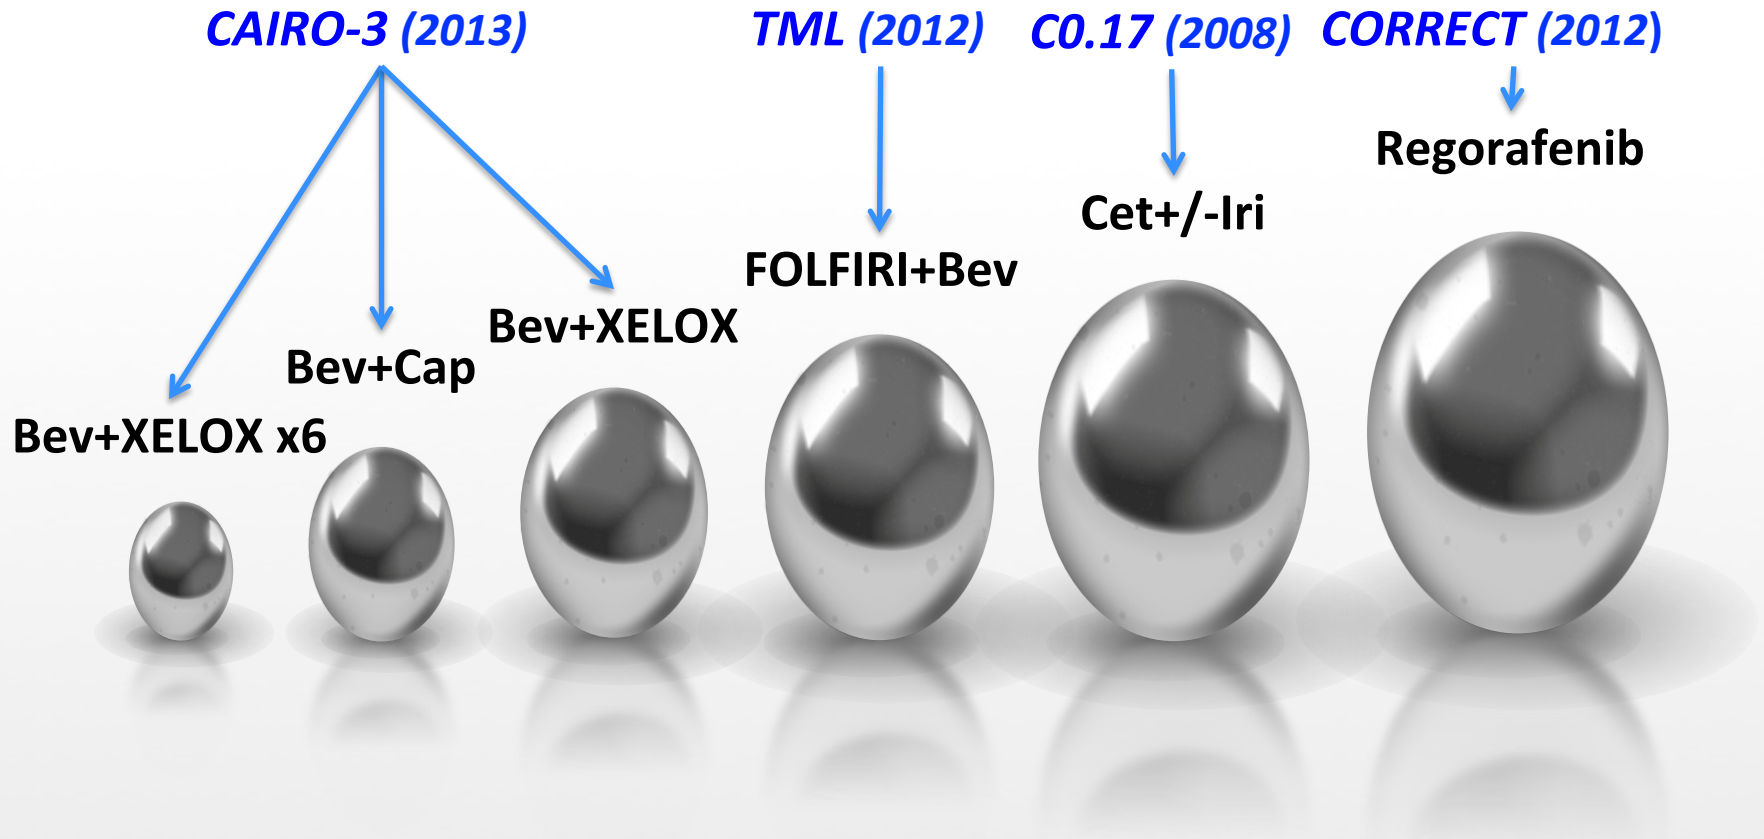 CAIRO-3 (2013)
TML (2012)
C0.17 (2008)
CORRECT (2012)
Regorafenib
Cet+/-Iri
FOLFIRI+Bev
Bev+XELOX
Bev+Cap
Bev+XELOX x6